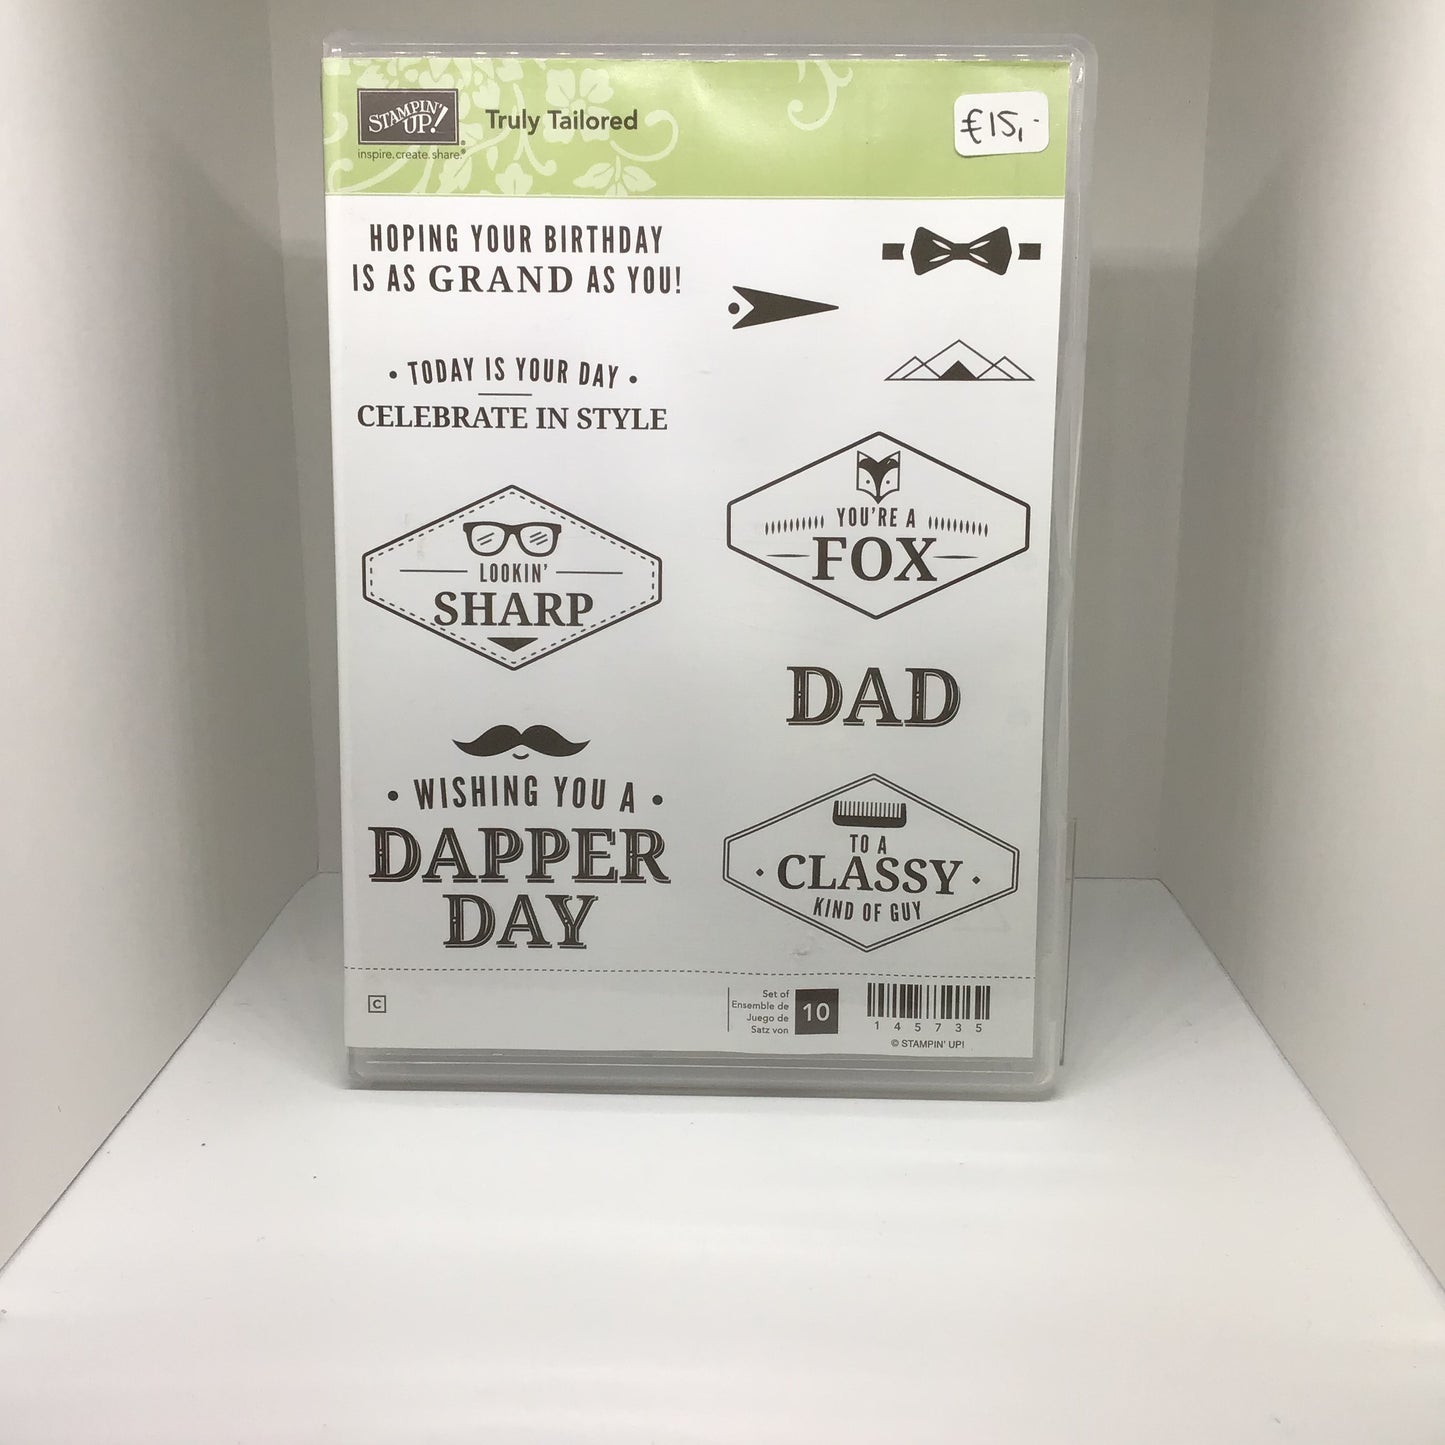 STAMPIN' UP!®
inspire.create.share.®
Truly Tailored
£15,-
HOPING YOUR BIRTHDAY
IS AS GRAND AS YOU!
• TODAY IS YOUR DAY •
CELEBRATE IN STYLE
LOOKIN'
SHARP
YOU'RE A
FOX
DAD
• WISHING YOU A •
DAPPER
DAY
TO A
• CLASSY •
KIND OF GUY
C
Set of
Ensemble de
Juego de
Satz von
10
145735
© STAMPIN' UP!